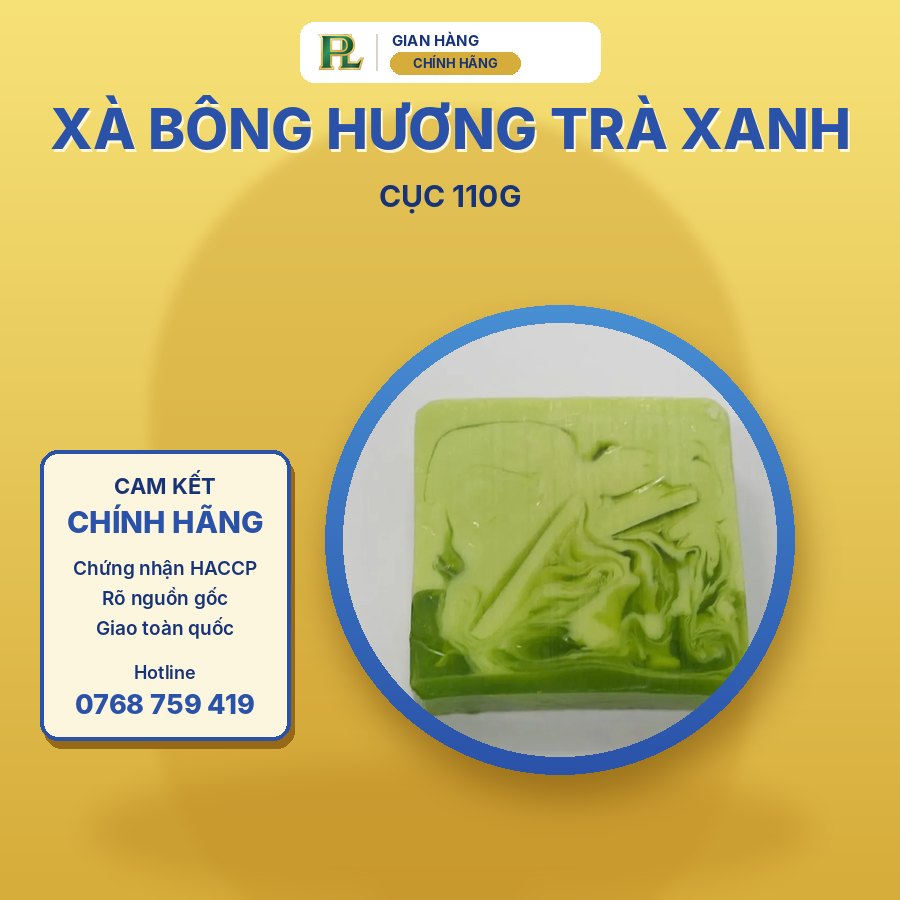 PL
GIAN HÀNG
CHÍNH HÃNG
XÀ BÔNG HƯƠNG TRÀ XANH
CỤC 110G
CAM KẾT
CHÍNH HÃNG
Chứng nhận HACCP
Rõ nguồn gốc
Giao toàn quốc
Hotline
0768 759 419